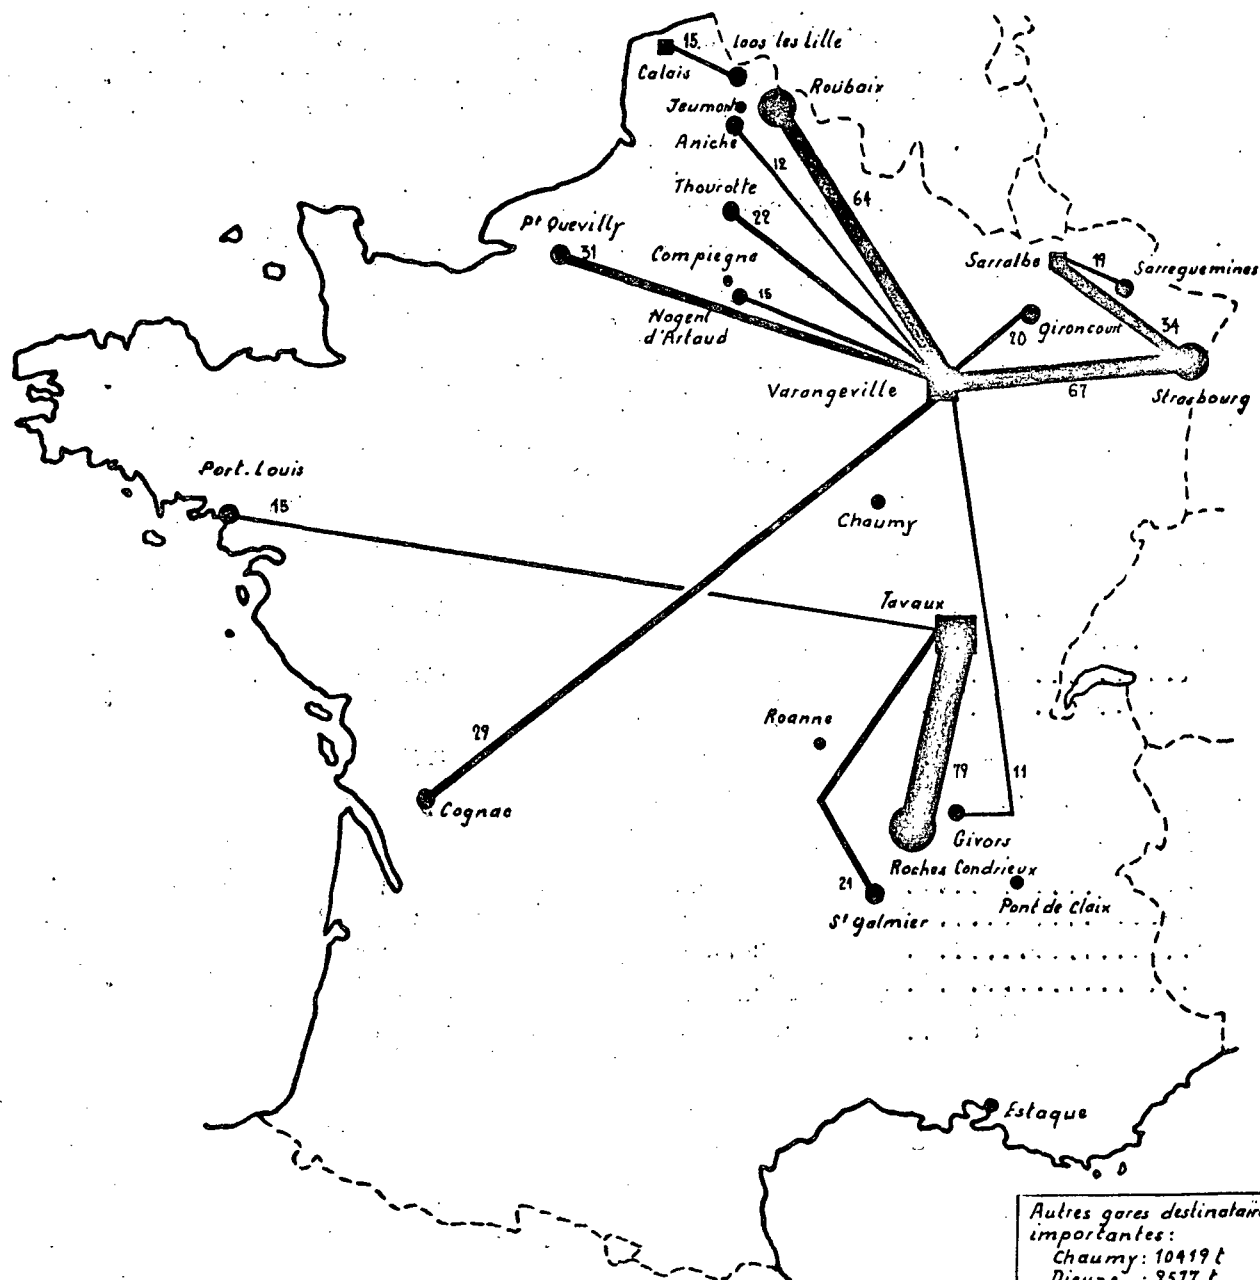 15.
Loos les Lille
Calais
Roubaix
Jeumont
Aniche
12
64
Thourotte
22
Pt Quevilly
31
Compiegne
15
Nogent
d'Artaud
Sarralbe
19
Sarreguemines
34
20
Gironcourt
Varangeville
67
Strasbourg
Port. Louis
15
Chaumy
Tavaux
Roanne
29
79
11
Cognac
Givors
Roches Condrieux
21
St Galmier
Pont de Claix
Estaque
Autres gares destinataire
importantes:
Chaumy: 10419 t